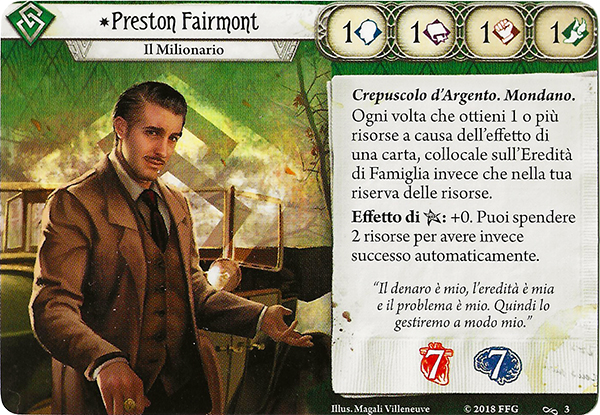 *Preston Fairmont
Il Milionario
1 1 1 1
Crepuscolo d'Argento. Mondano.
Ogni volta che ottieni 1 o più
risorse a causa dell'effetto di
una carta, collocale sull'Eredità
di Famiglia invece che nella tua
riserva delle risorse.
Effetto di : +0. Puoi spendere
2 risorse per avere invece
successo automaticamente.
"Il denaro è mio, l'eredità è mia
e il problema è mio. Quindi lo
gestiremo a modo mio."
7 7
Illus. Magali Villeneuve © 2018 FFG 3